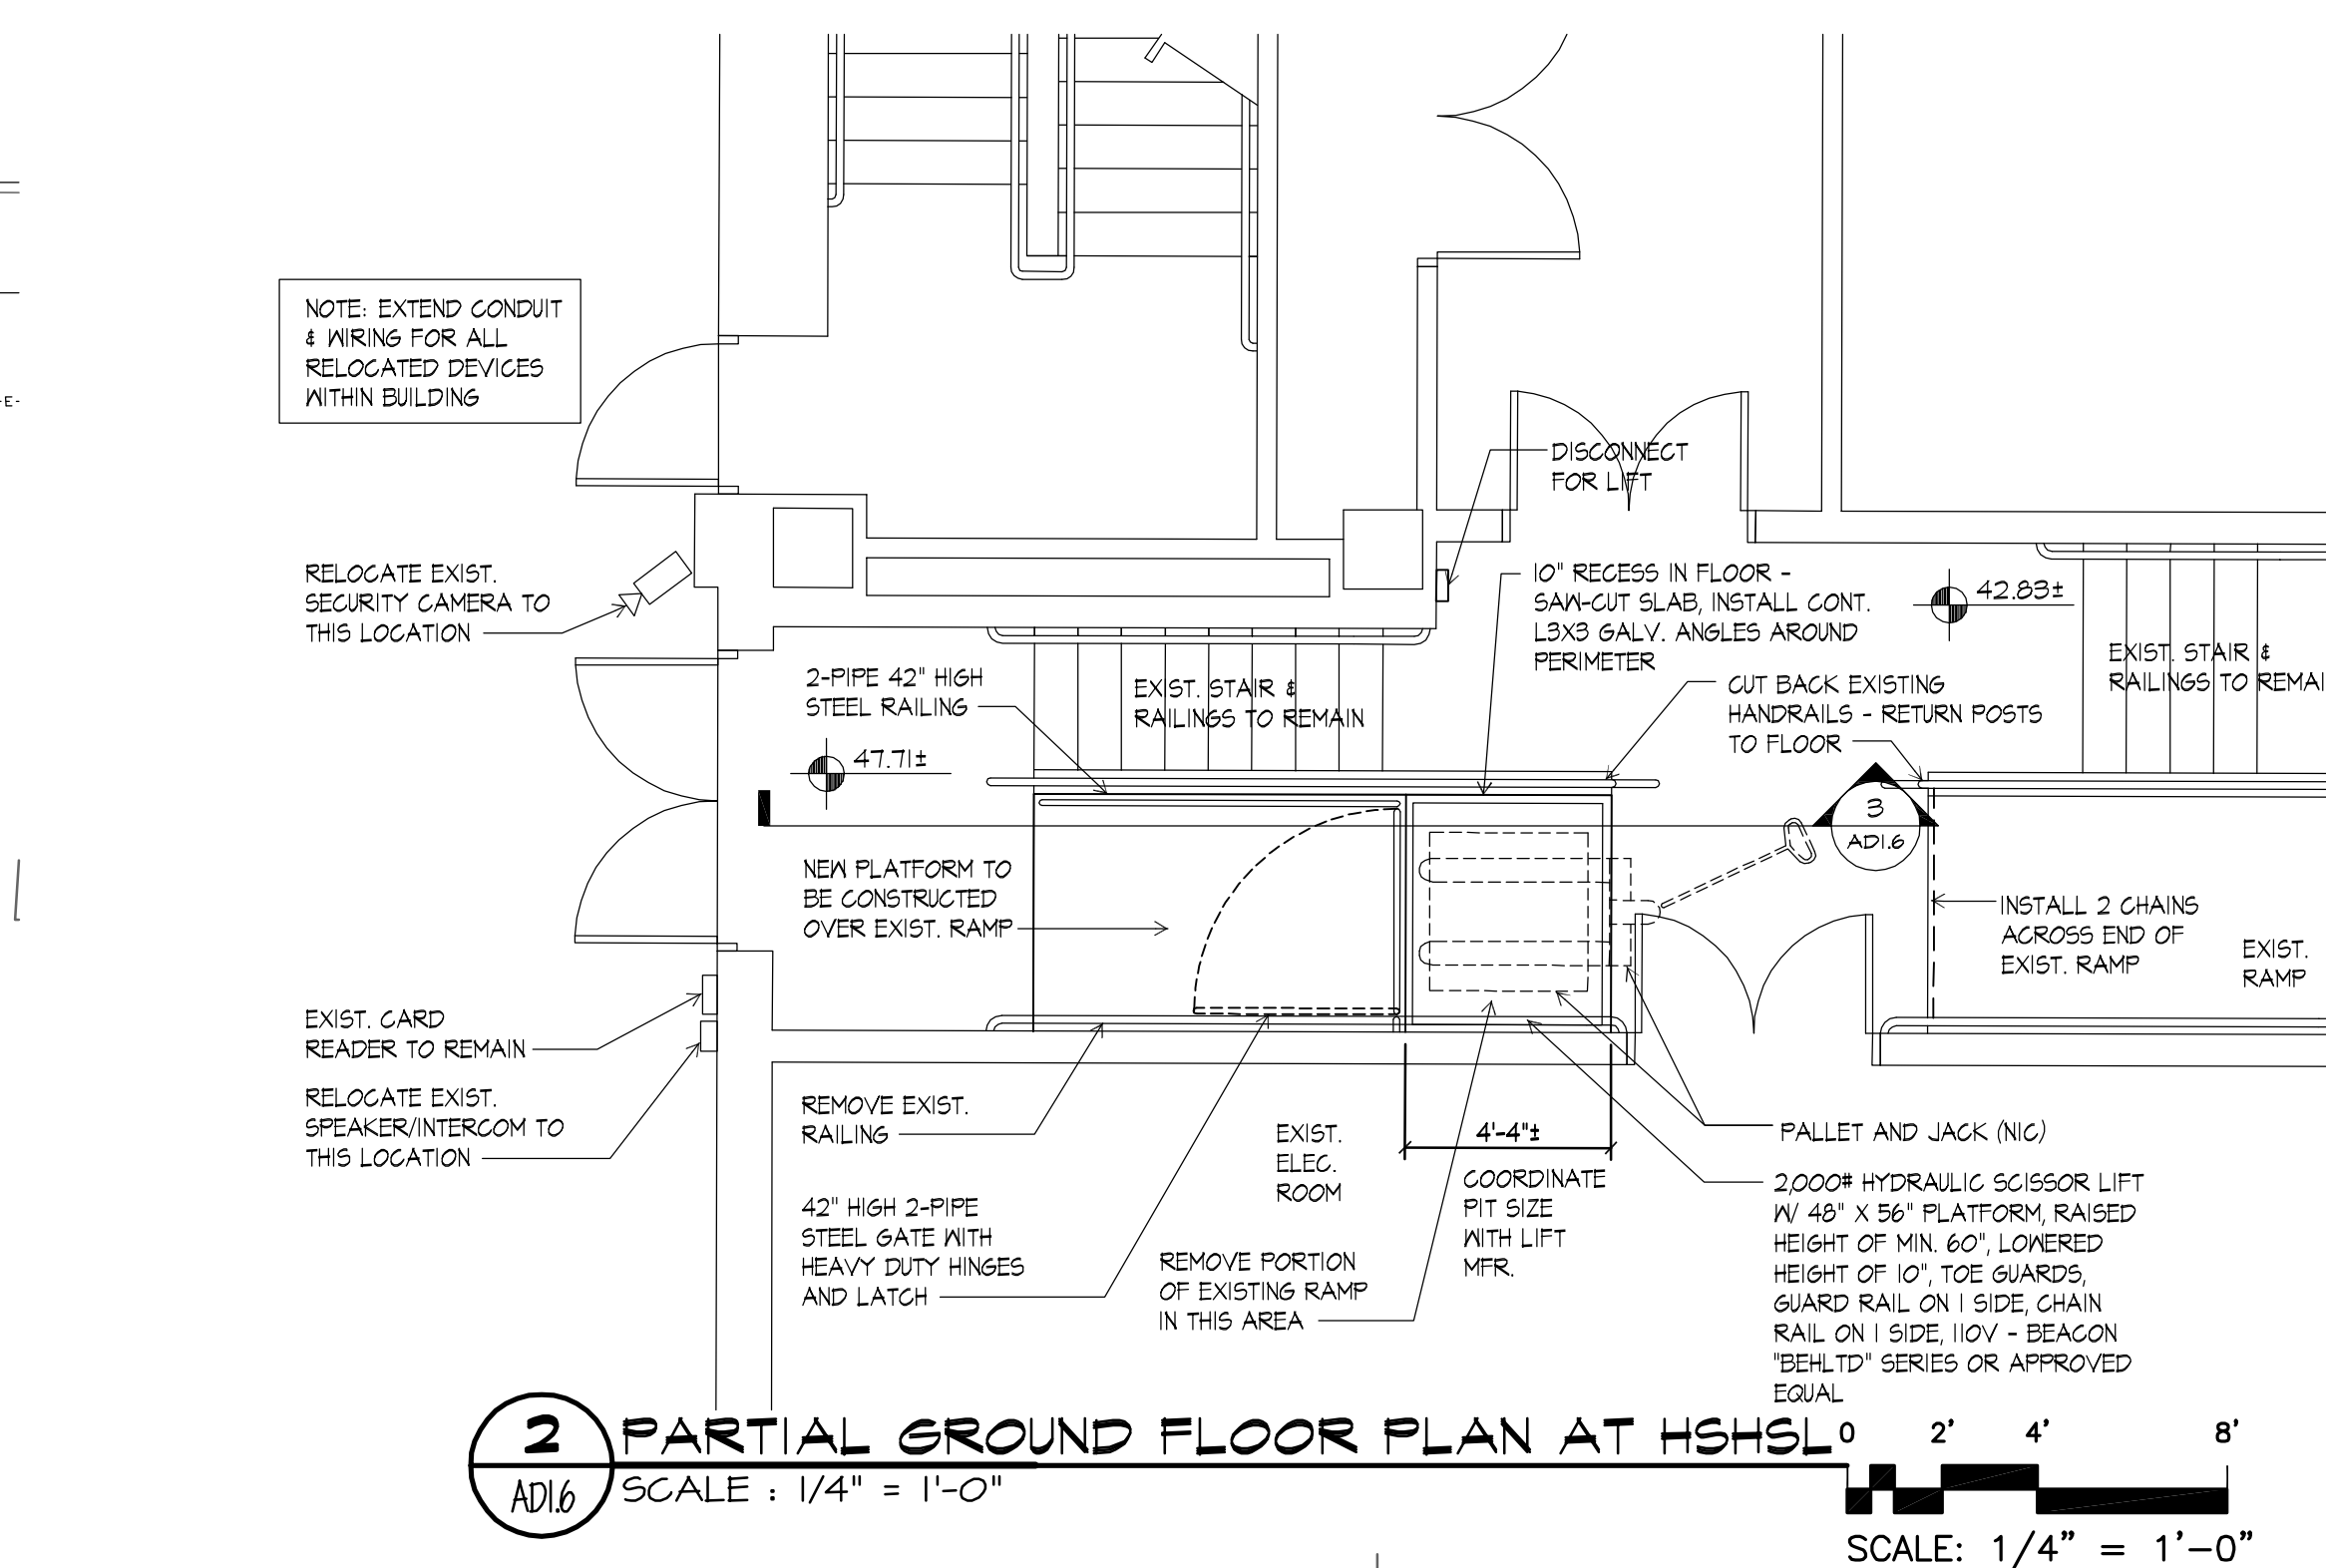 NOTE: EXTEND CONDUIT
& WIRING FOR ALL
RELOCATED DEVICES
WITHIN BUILDING
-E-
DISCONNECT
FOR LIFT
RELOCATE EXIST.
SECURITY CAMERA TO
THIS LOCATION
10" RECESS IN FLOOR -
SAW-CUT SLAB, INSTALL CONT.
L3X3 GALV. ANGLES AROUND
PERIMETER
42.83±
2-PIPE 42" HIGH
STEEL RAILING
EXIST. STAIR &
RAILINGS TO REMAIN
CUT BACK EXISTING
HANDRAILS - RETURN POSTS
TO FLOOR
EXIST. STAIR &
RAILINGS TO REMAI
47.71±
3
AD1.6
NEW PLATFORM TO
BE CONSTRUCTED
OVER EXIST. RAMP
INSTALL 2 CHAINS
ACROSS END OF
EXIST. RAMP
EXIST.
RAMP
EXIST. CARD
READER TO REMAIN
RELOCATE EXIST.
SPEAKER/INTERCOM TO
THIS LOCATION
REMOVE EXIST.
RAILING
EXIST.
ELEC.
ROOM
4'-4"±
COORDINATE
PIT SIZE
WITH LIFT
MFR.
PALLET AND JACK (NIC)
42" HIGH 2-PIPE
STEEL GATE WITH
HEAVY DUTY HINGES
AND LATCH
REMOVE PORTION
OF EXISTING RAMP
IN THIS AREA
2,000# HYDRAULIC SCISSOR LIFT
W/ 48" X 56" PLATFORM, RAISED
HEIGHT OF MIN. 60", LOWERED
HEIGHT OF 10", TOE GUARDS,
GUARD RAIL ON 1 SIDE, CHAIN
RAIL ON 1 SIDE, 110V - BEACON
"BEHLTD" SERIES OR APPROVED
EQUAL
2
AD1.6
PARTIAL GROUND FLOOR PLAN AT HSHSL
SCALE : 1/4" = 1'-0"
0 2' 4' 8'
SCALE: 1/4" = 1'-0"